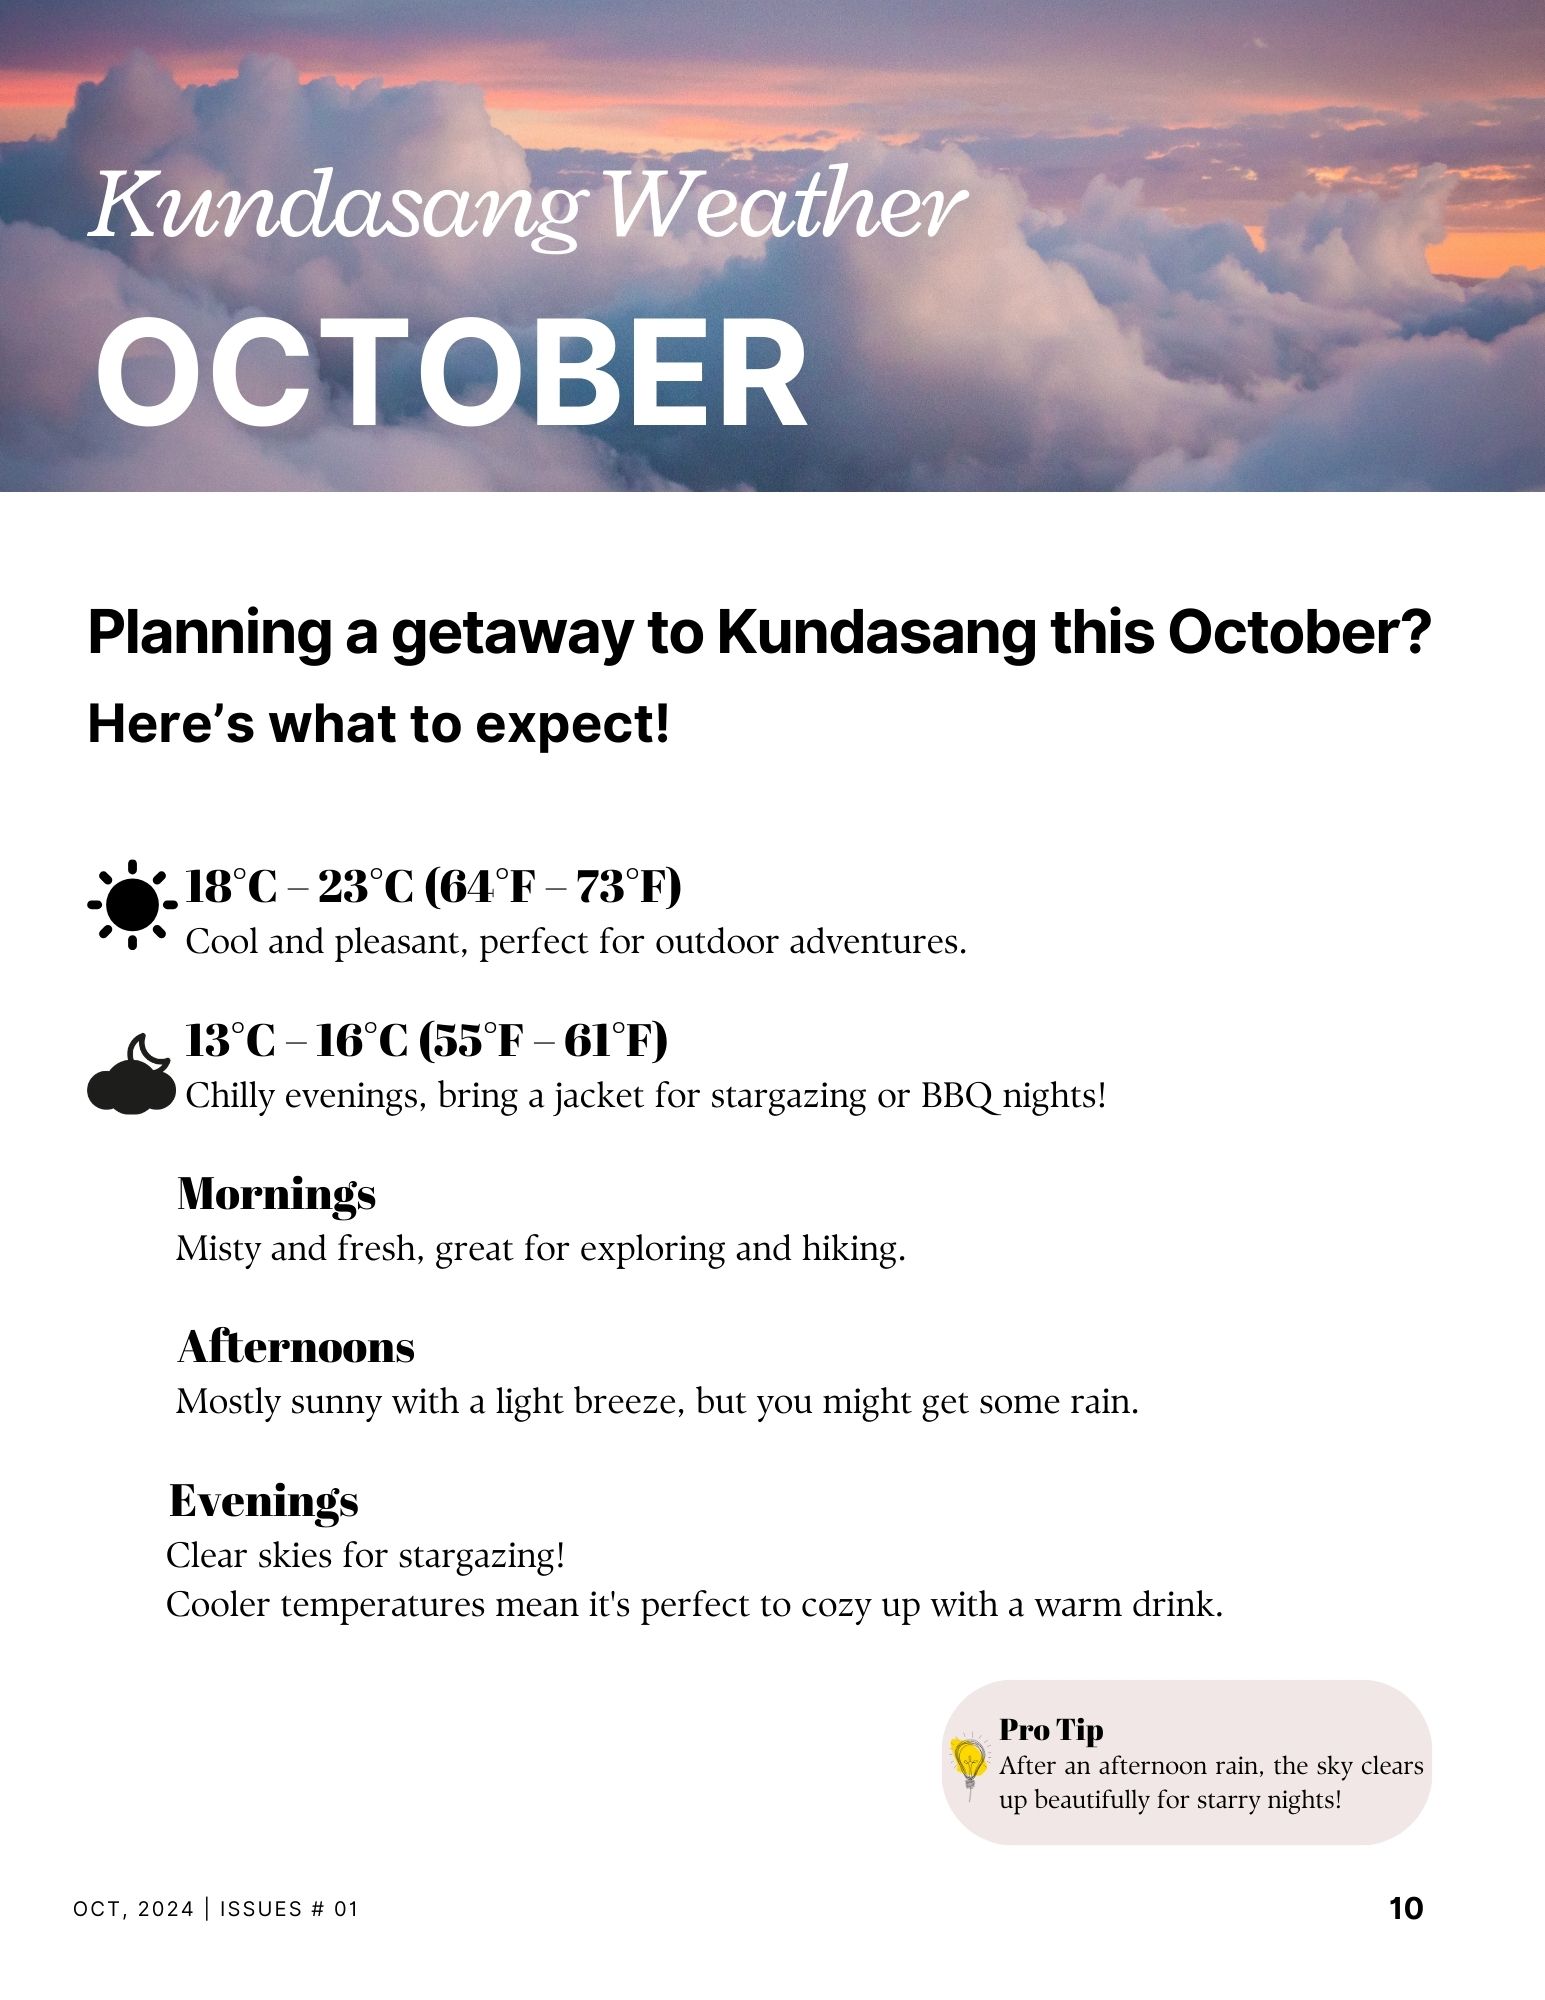 Kundasang Weather
OCTOBER
Planning a getaway to Kundasang this October?
Here’s what to expect!
18°C – 23°C (64°F – 73°F)
Cool and pleasant, perfect for outdoor adventures.
13°C – 16°C (55°F – 61°F)
Chilly evenings, bring a jacket for stargazing or BBQ nights!
Mornings
Misty and fresh, great for exploring and hiking.
Afternoons
Mostly sunny with a light breeze, but you might get some rain.
Evenings
Clear skies for stargazing!
Cooler temperatures mean it's perfect to cozy up with a warm drink.
Pro Tip
After an afternoon rain, the sky clears
up beautifully for starry nights!
OCT, 2024 | ISSUES # 01
10